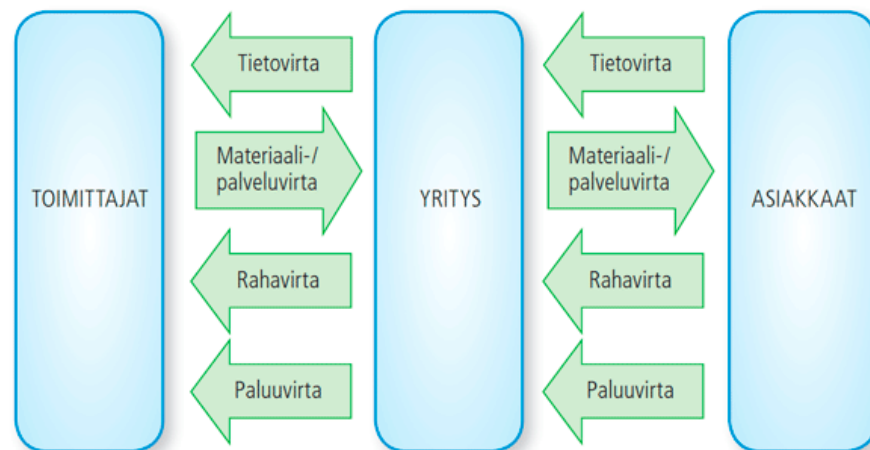 Tietovirta
Tietovirta
Materiaali-/
palveluvirta
Materiaali-/
palveluvirta
TOIMITTAJAT
YRITYS
ASIAKKAAT
Rahavirta
Rahavirta
Paluuvirta
Paluuvirta